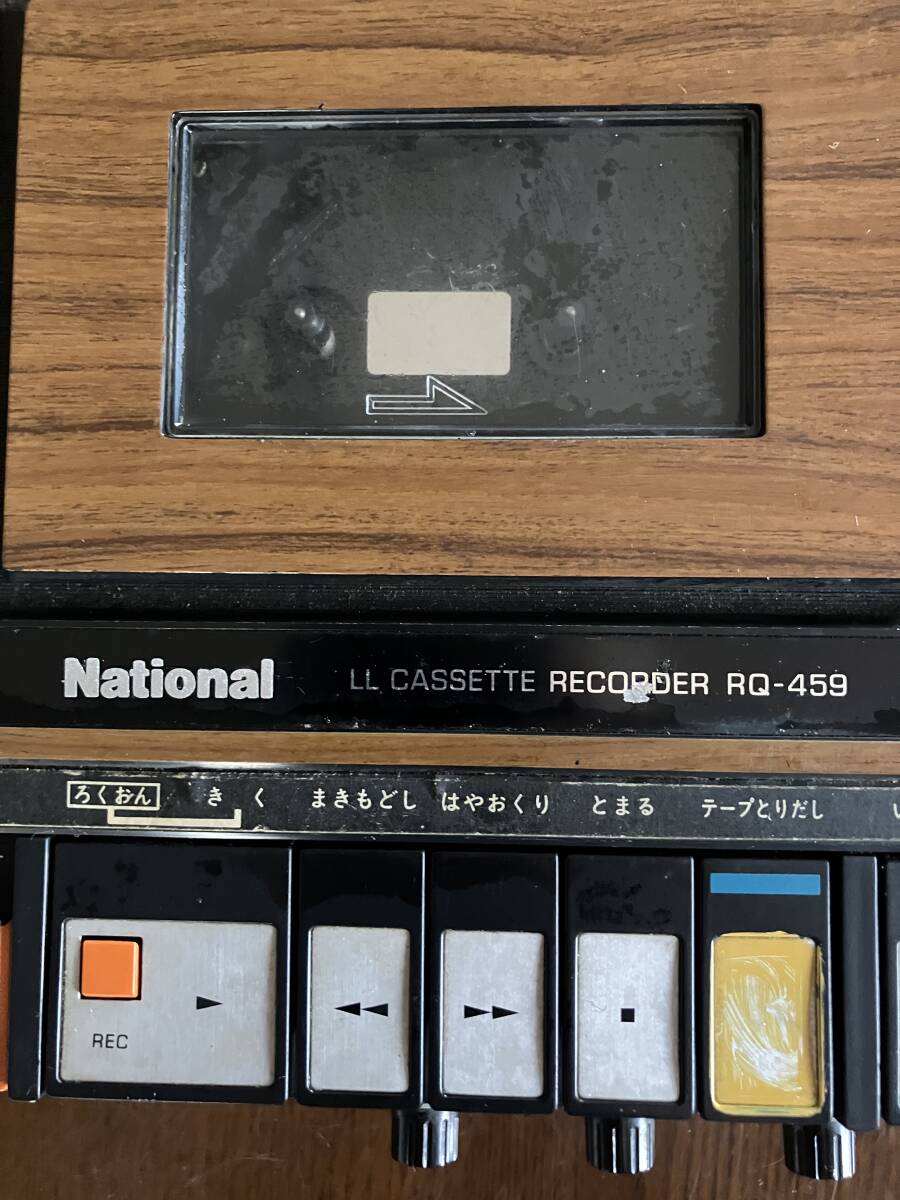 National LL CASSETTE RECORDER RQ-459
ろくおん きく まきもどし はやおくり とまる テープとりだし
REC